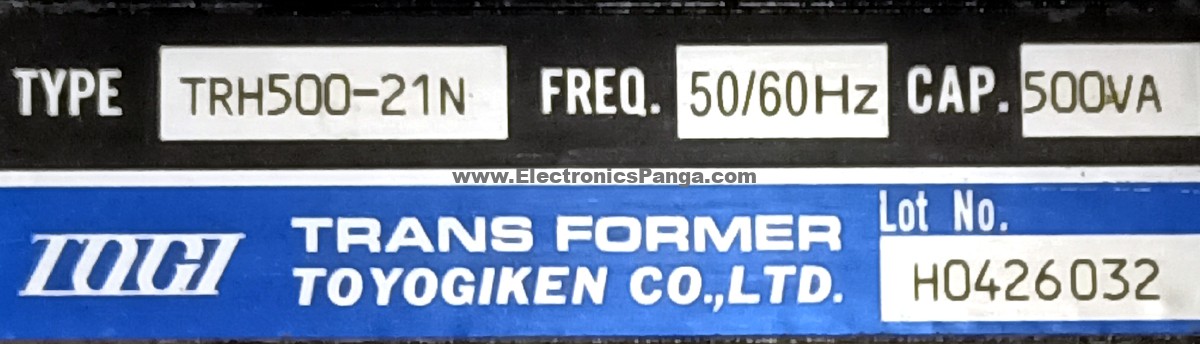 TYPE TRH500-21N FREQ. 50/60Hz CAP. 500VA
www.ElectronicsPanga.com
TOGI TRANS FORMER
TOYOGIKEN CO.,LTD.
Lot No.
H0426032